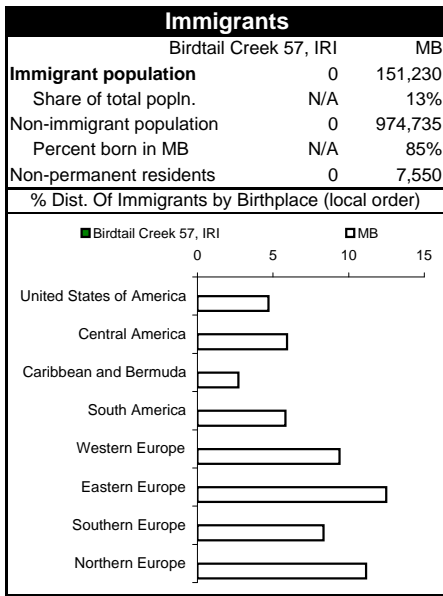 Immigrants
Birdtail Creek 57, IRI MB
Immigrant population 0 151,230
Share of total popln. N/A 13%
Non-immigrant population 0 974,735
Percent born in MB N/A 85%
Non-permanent residents 0 7,550
% Dist. Of Immigrants by Birthplace (local order)
Birdtail Creek 57, IRI MB
0 5 10 15
United States of America
Central America
Caribbean and Bermuda
South America
Western Europe
Eastern Europe
Southern Europe
Northern Europe